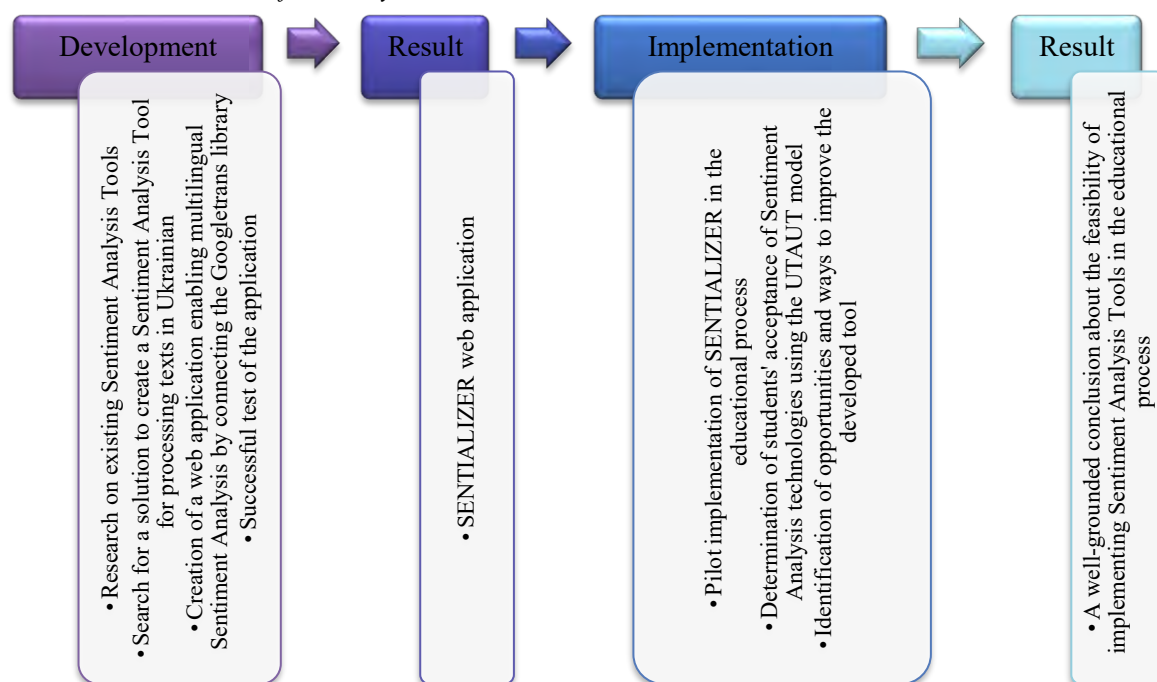 Development
• Research on existing Sentiment Analysis Tools
• Search for a solution to create a Sentiment Analysis Tool
for processing texts in Ukrainian
• Creation of a web application enabling multilingual
Sentiment Analysis by connecting the Googletrans library
• Successful test of the application
Result
• SENTIALIZER web application
Implementation
• Pilot implementation of SENTIALIZER in the
educational process
• Determination of students' acceptance of Sentiment
Analysis technologies using the UTAUT model
• Identification of opportunities and ways to improve the
developed tool
Result
• A well-grounded conclusion about the feasibility of
implementing Sentiment Analysis Tools in the educational
process